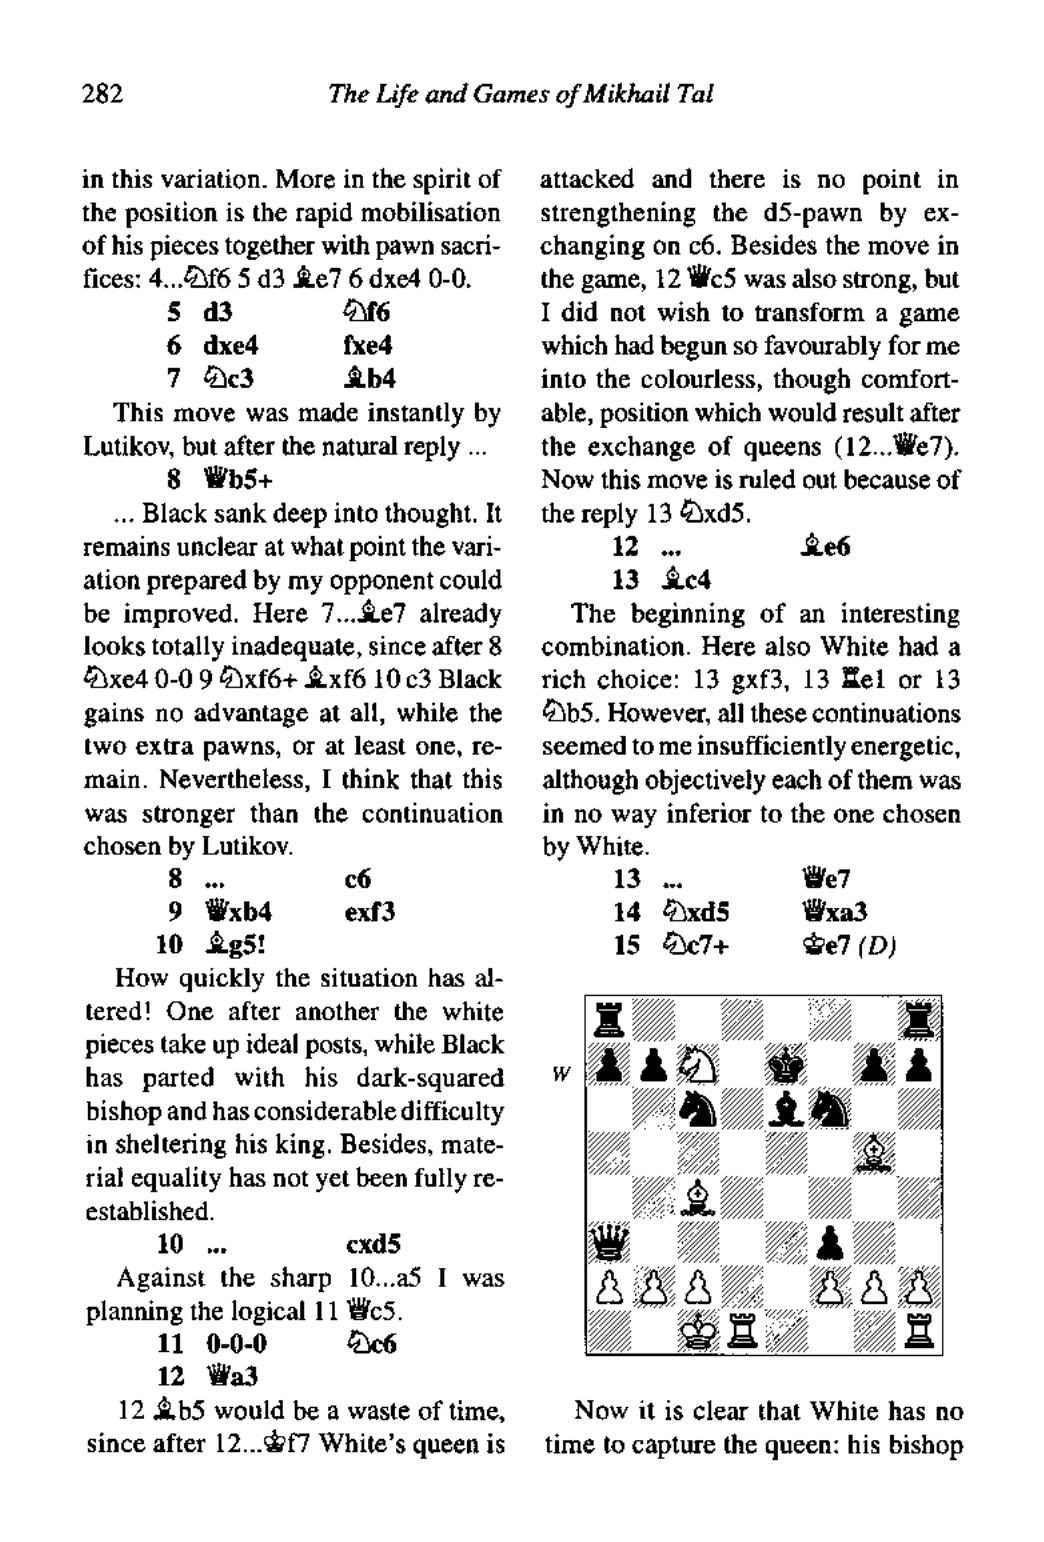 282
The Life and Games of Mikhail Tal
in this variation. More in the spirit of
the position is the rapid mobilisation
of his pieces together with pawn sacri-
fices: 4...♘f6 5 d3 ♗e7 6 dxe4 0-0.
5 d3 ♘f6
6 dxe4 fxe4
7 ♘c3 ♗b4
This move was made instantly by
Lutikov, but after the natural reply ...
8 ♕b5+
... Black sank deep into thought. It
remains unclear at what point the vari-
ation prepared by my opponent could
be improved. Here 7...♗e7 already
looks totally inadequate, since after 8
♘xe4 0-0 9 ♘xf6+ ♗xf6 10 c3 Black
gains no advantage at all, while the
two extra pawns, or at least one, re-
main. Nevertheless, I think that this
was stronger than the continuation
chosen by Lutikov.
8 ... c6
9 ♕xb4 exf3
10 ♗g5!
How quickly the situation has al-
tered! One after another the white
pieces take up ideal posts, while Black
has parted with his dark-squared
bishop and has considerable difficulty
in sheltering his king. Besides, mate-
rial equality has not yet been fully re-
established.
10 ... cxd5
Against the sharp 10...a5 I was
planning the logical 11 ♕c5.
11 0-0-0 ♘c6
12 ♕a3
12 ♗b5 would be a waste of time,
since after 12...♔f7 White's queen is
attacked and there is no point in
strengthening the d5-pawn by ex-
changing on c6. Besides the move in
the game, 12 ♕c5 was also strong, but
I did not wish to transform a game
which had begun so favourably for me
into the colourless, though comfort-
able, position which would result after
the exchange of queens (12...♕e7).
Now this move is ruled out because of
the reply 13 ♘xd5.
12 ... ♗e6
13 ♗c4
The beginning of an interesting
combination. Here also White had a
rich choice: 13 gxf3, 13 ♖e1 or 13
♘b5. However, all these continuations
seemed to me insufficiently energetic,
although objectively each of them was
in no way inferior to the one chosen
by White.
13 ... ♕e7
14 ♘xd5 ♕xa3
15 ♘c7+ ♔e7 (D)
W
Now it is clear that White has no
time to capture the queen: his bishop